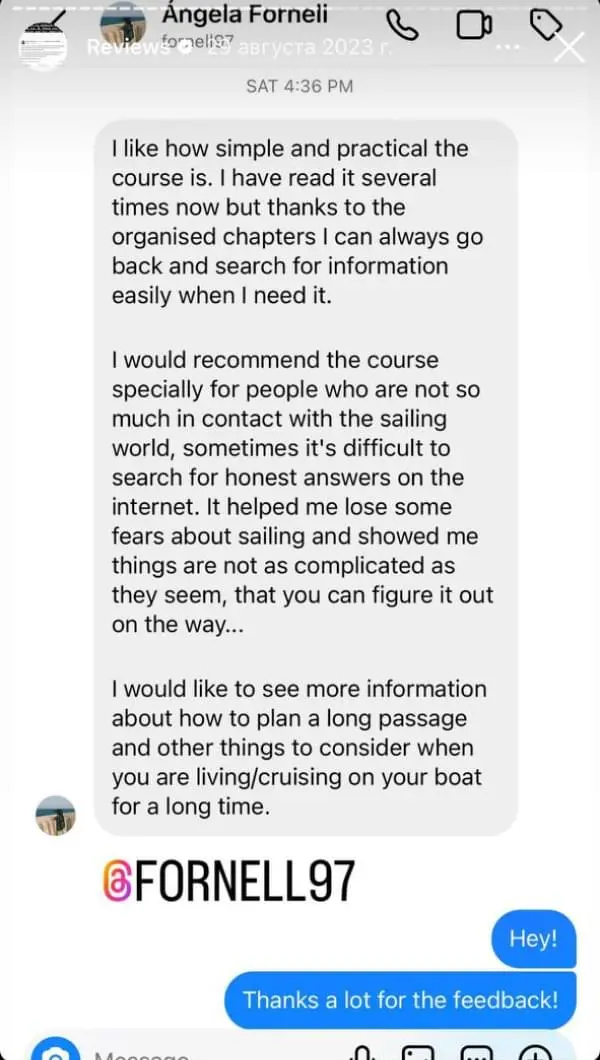 Ángela Fornell
fornell97
Reviews 29 августа 2023 г.
SAT 4:36 PM
I like how simple and practical the
course is. I have read it several
times now but thanks to the
organised chapters I can always go
back and search for information
easily when I need it.
I would recommend the course
specially for people who are not so
much in contact with the sailing
world, sometimes it's difficult to
search for honest answers on the
internet. It helped me lose some
fears about sailing and showed me
things are not as complicated as
they seem, that you can figure it out
on the way...
I would like to see more information
about how to plan a long passage
and other things to consider when
you are living/cruising on your boat
for a long time.
@FORNELL97
Hey!
Thanks a lot for the feedback!
Message